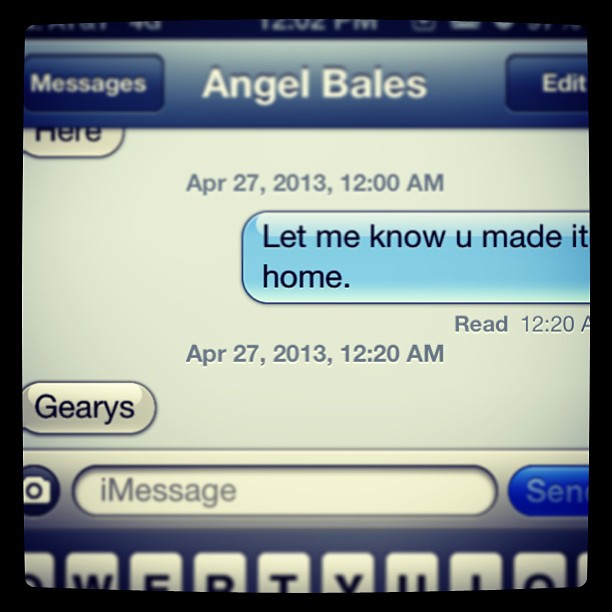 12:02 PM
Messages Angel Bales Edit
Here
Apr 27, 2013, 12:00 AM
Let me know u made it
home.
Read 12:20 A
Apr 27, 2013, 12:20 AM
Gearys
iMessage Send
W E R T Y U I O